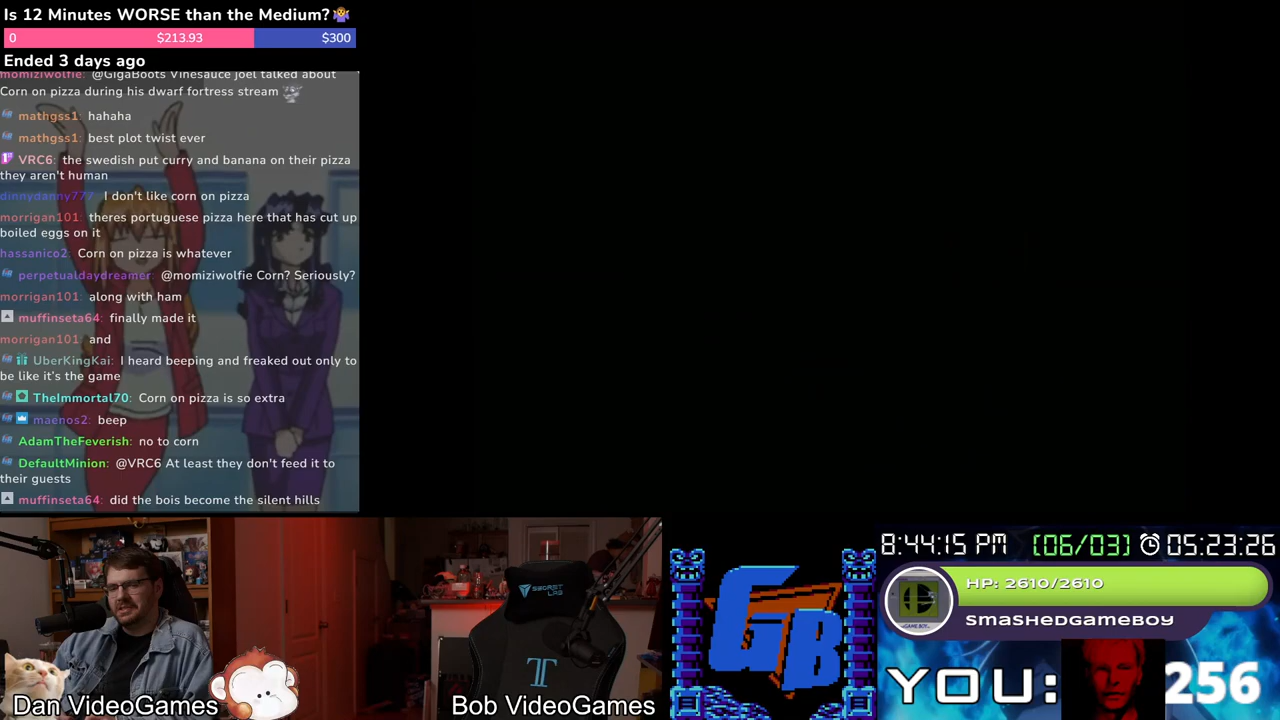 Is 12 Minutes WORSE than the Medium?🤷‍♀️
0 $213.93 $300
Ended 3 days ago
momiziwolfie: @GigaBoots Vinesauce joel talked about
Corn on pizza during his dwarf fortress stream
mathgss1: hahaha
mathgss1: best plot twist ever
VRC6: the swedish put curry and banana on their pizza
they aren't human
dinnydanny777: I don't like corn on pizza
morrigan101: theres portuguese pizza here that has cut up
boiled eggs on it
hassanico2: Corn on pizza is whatever
perpetualdaydreamer: @momiziwolfie Corn? Seriously?
morrigan101: along with ham
muffinseta64: finally made it
morrigan101: and
UberKingKai: I heard beeping and freaked out only to
be like it's the game
TheImmortal70: Corn on pizza is so extra
maenos2: beep
AdamTheFeverish: no to corn
DefaultMinion: @VRC6 At least they don't feed it to
their guests
muffinseta64: did the bois become the silent hills
SECRET
LAB
Dan VideoGames
Bob VideoGames
GB
8:44:15 PM [06/03] 05:23:26
HP: 2610/2610
SmaSHeDGameBoy
YOU: 256